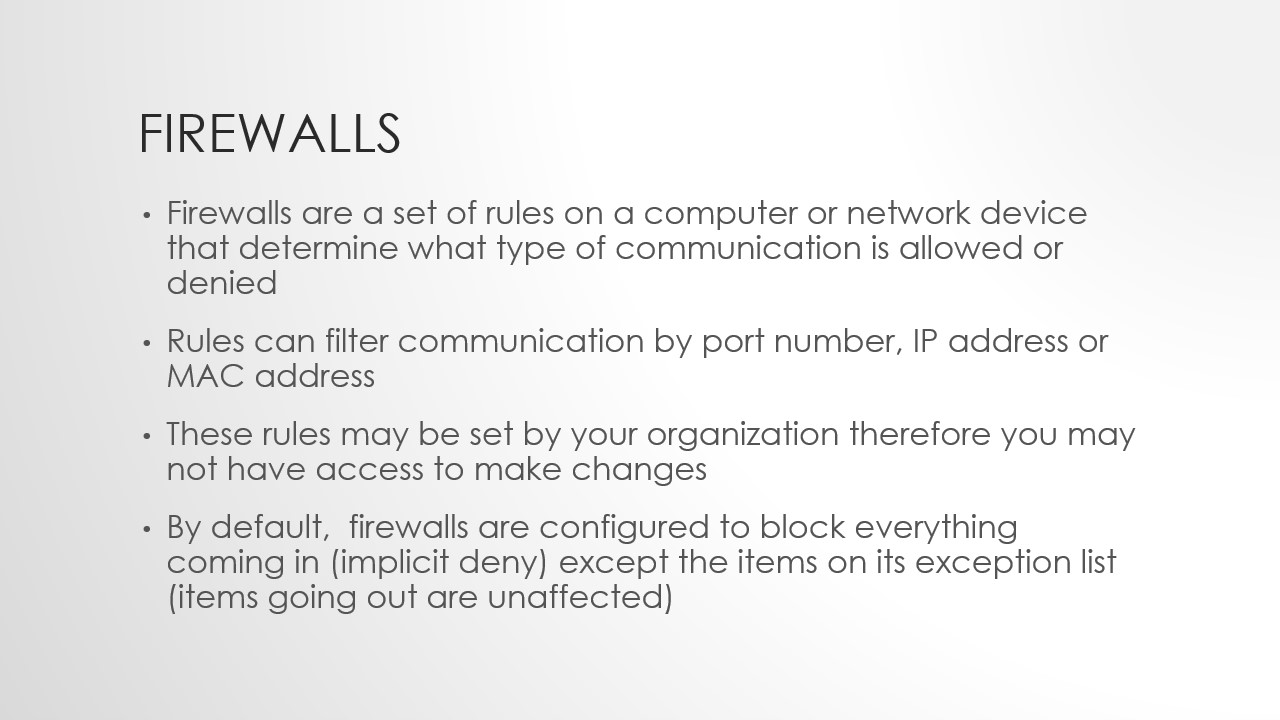 FIREWALLS
• Firewalls are a set of rules on a computer or network device
that determine what type of communication is allowed or
denied
• Rules can filter communication by port number, IP address or
MAC address
• These rules may be set by your organization therefore you may
not have access to make changes
• By default,  firewalls are configured to block everything
coming in (implicit deny) except the items on its exception list
(items going out are unaffected)